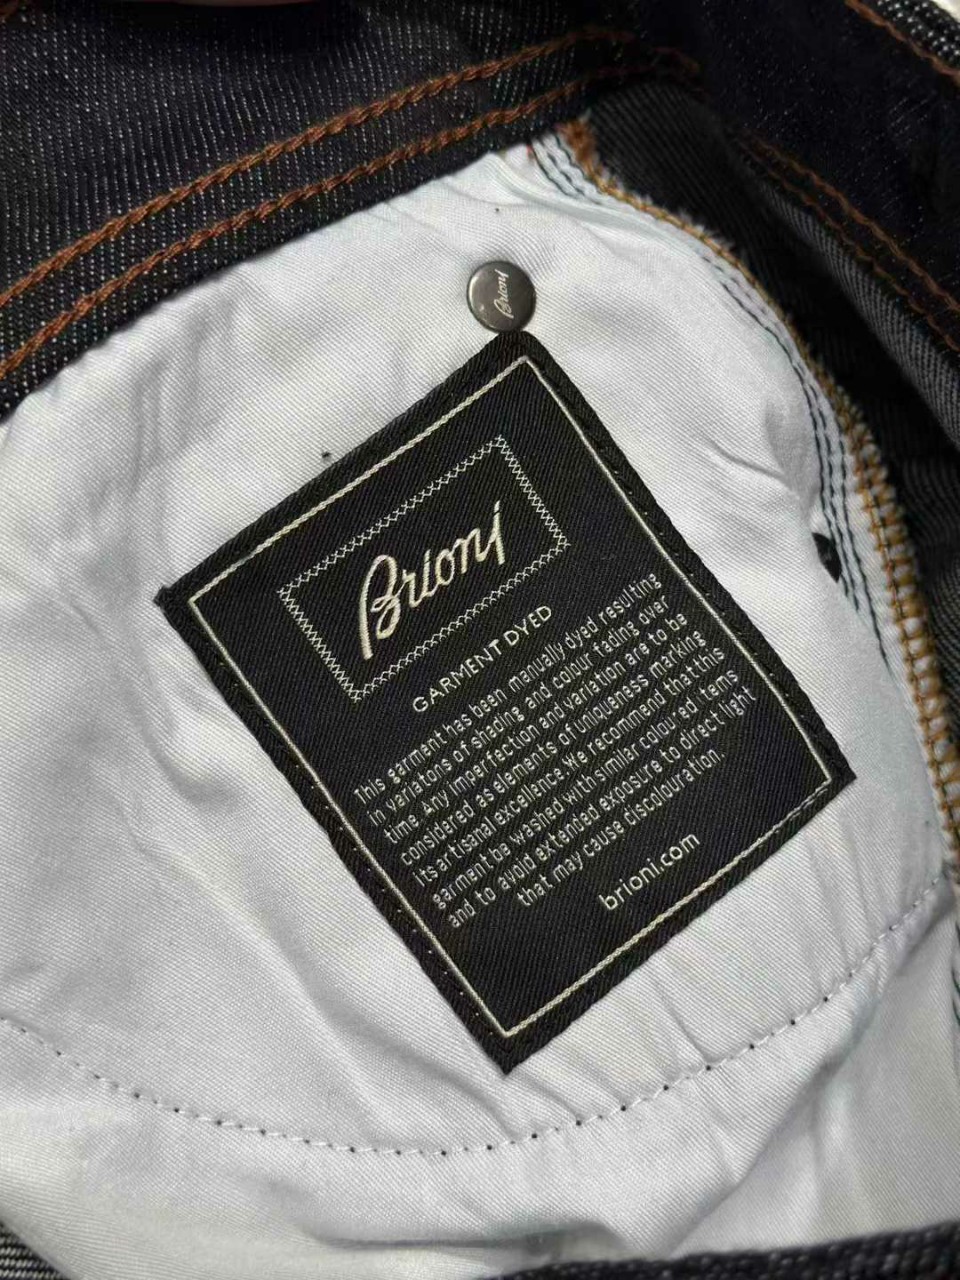 Brioni
Brioni
GARMENT DYED
This garment has been manually dyed resulting
in variations of shading and colour fading over
time. Any imperfection and variation are to be
considered as elements of uniqueness marking
its artisanal excellance. We recommend that this
garment be washed with similar coloured items
and to avoid extended exposure to direct light
that may cause discolouration.
brioni.com